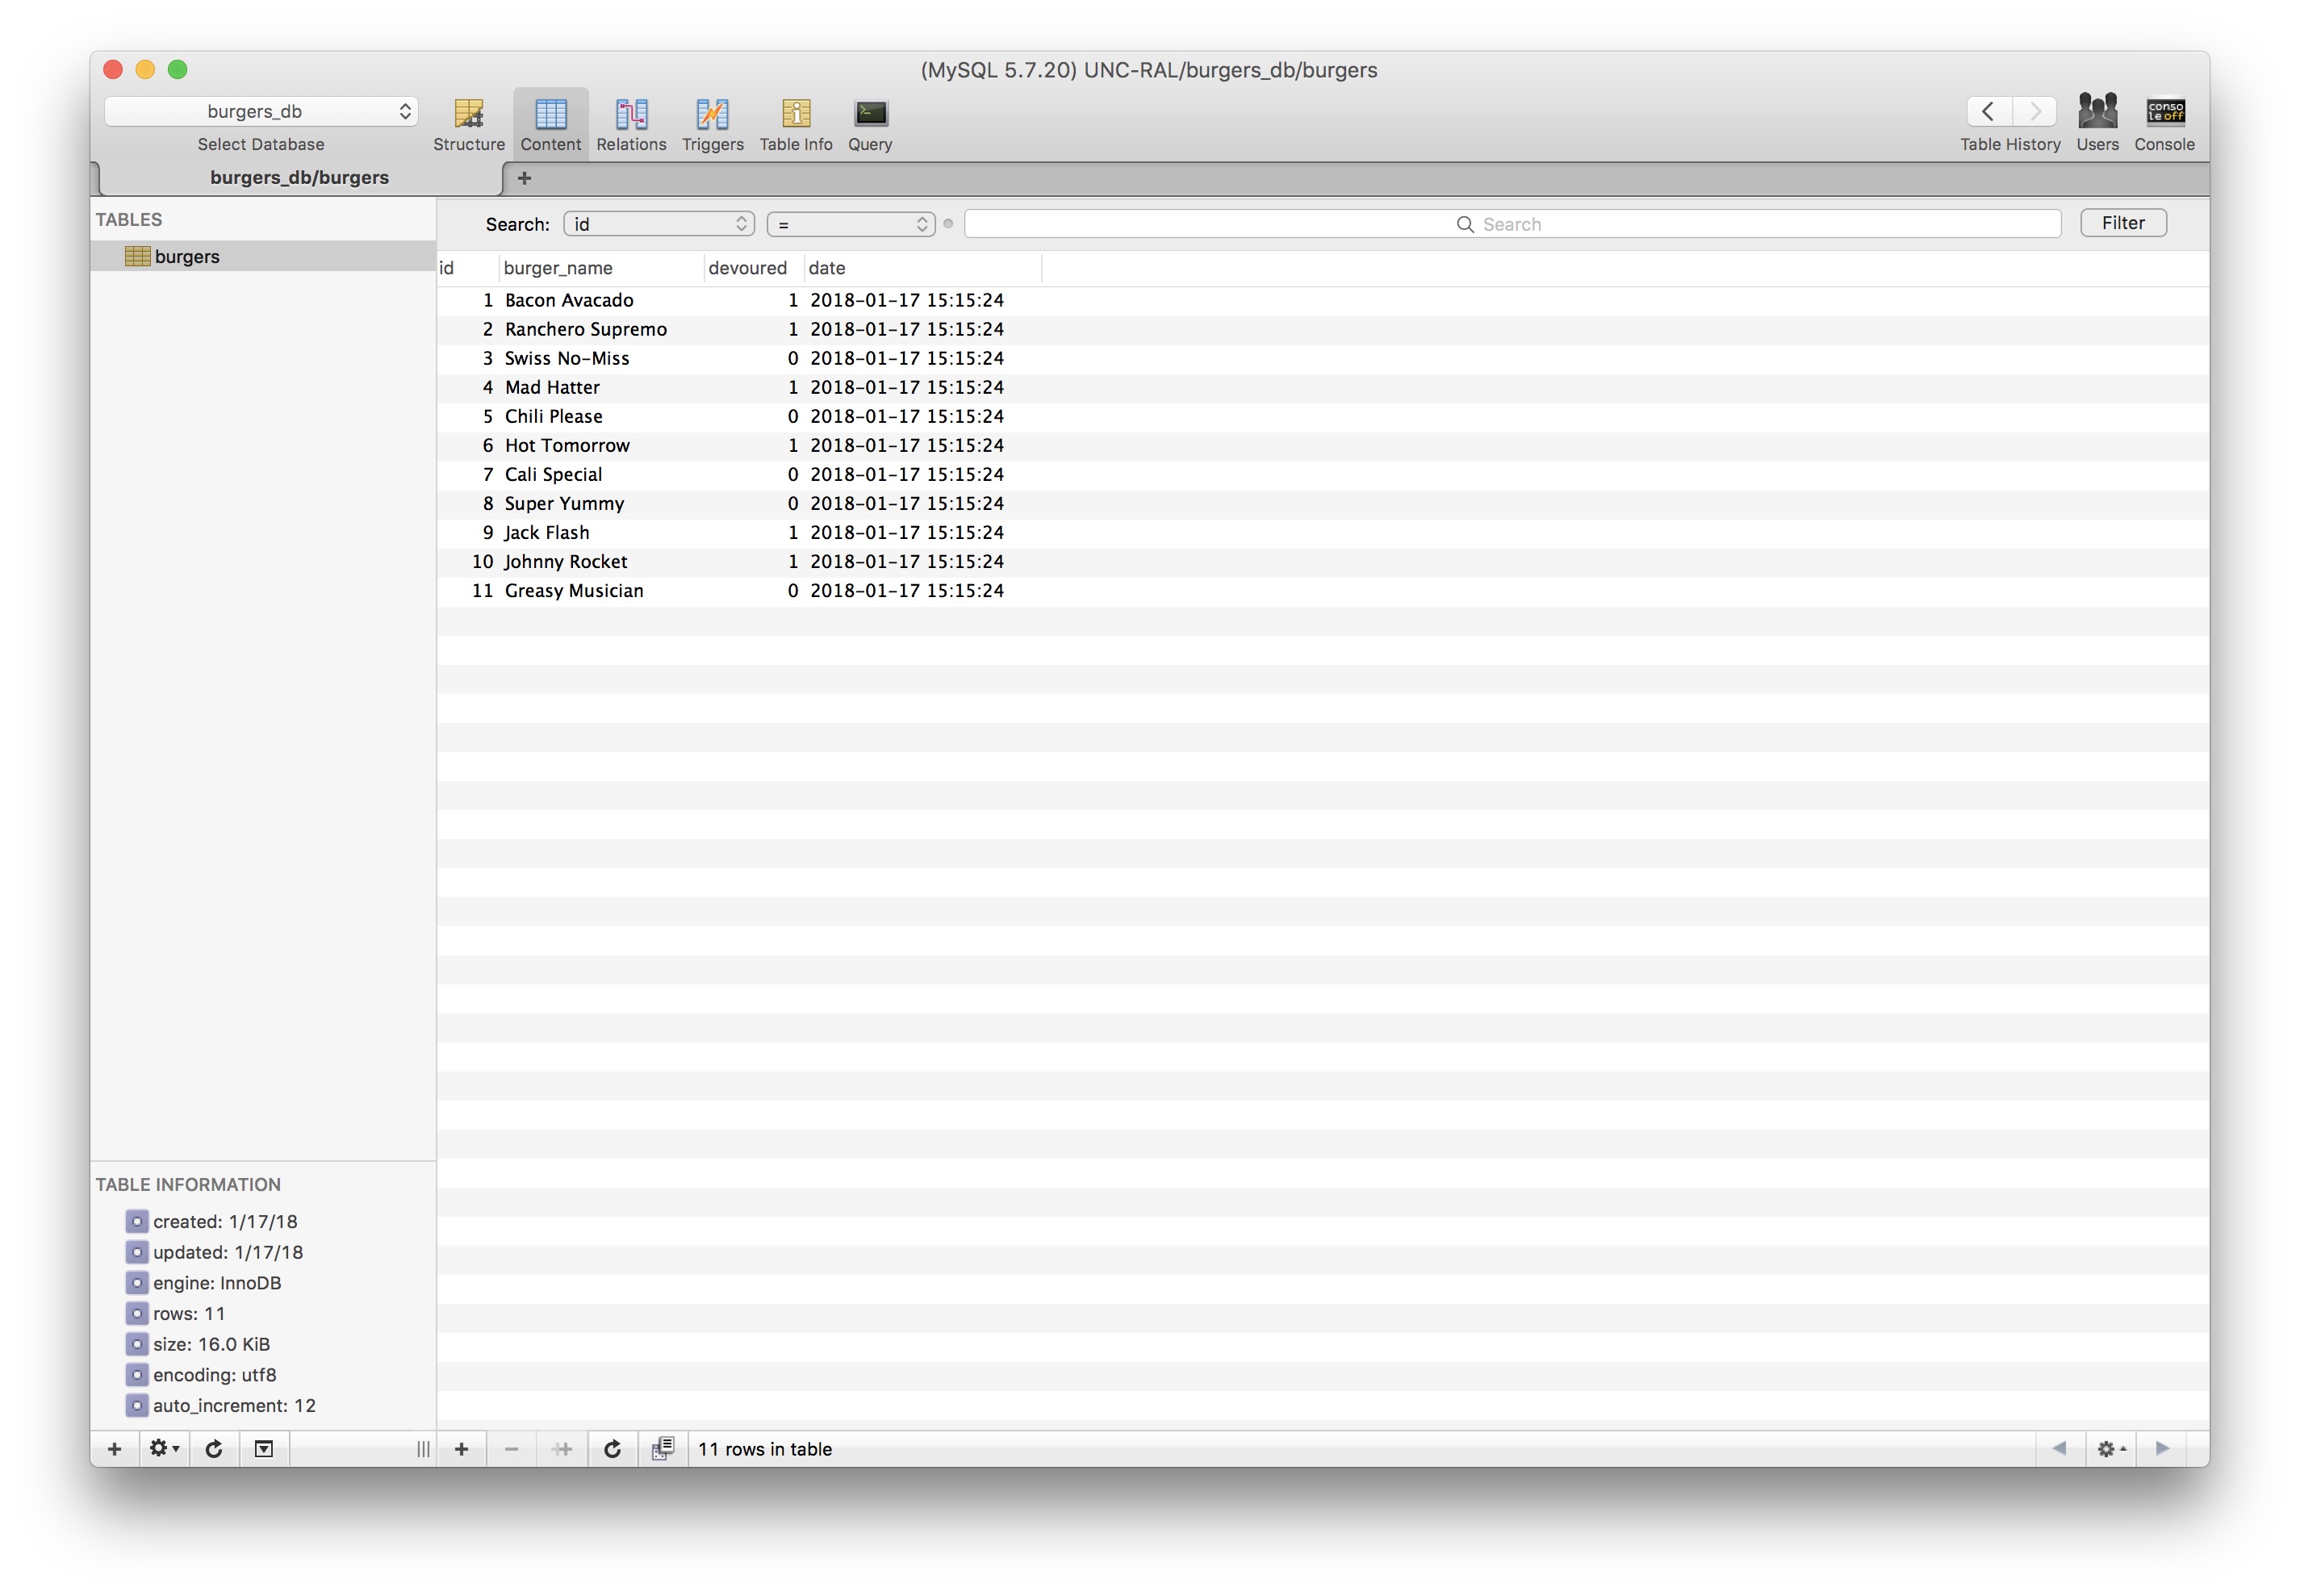 (MySQL 5.7.20) UNC-RAL/burgers_db/burgers
burgers_db
Select Database
Structure
Content
Relations
Triggers
Table Info
Query
Table History
Users
conso
leoff
Console
burgers_db/burgers
TABLES
burgers
Search: id = Search Filter
id burger_name devoured date
1 Bacon Avacado 1 2018-01-17 15:15:24
2 Ranchero Supremo 1 2018-01-17 15:15:24
3 Swiss No-Miss 0 2018-01-17 15:15:24
4 Mad Hatter 1 2018-01-17 15:15:24
5 Chili Please 0 2018-01-17 15:15:24
6 Hot Tomorrow 1 2018-01-17 15:15:24
7 Cali Special 0 2018-01-17 15:15:24
8 Super Yummy 0 2018-01-17 15:15:24
9 Jack Flash 1 2018-01-17 15:15:24
10 Johnny Rocket 1 2018-01-17 15:15:24
11 Greasy Musician 0 2018-01-17 15:15:24
TABLE INFORMATION
created: 1/17/18
updated: 1/17/18
engine: InnoDB
rows: 11
size: 16.0 KiB
encoding: utf8
auto_increment: 12
11 rows in table